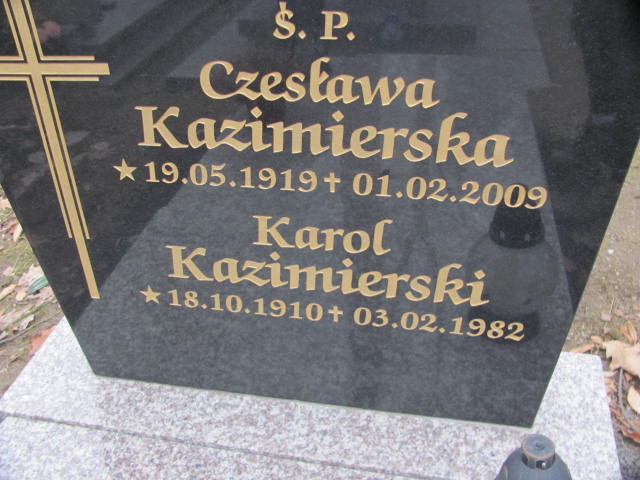 Ś. P.
Czesława
Kazimierska
★ 19.05.1919 ✝ 01.02.2009
Karol
Kazimierski
★ 18.10.1910 ✝ 03.02.1982